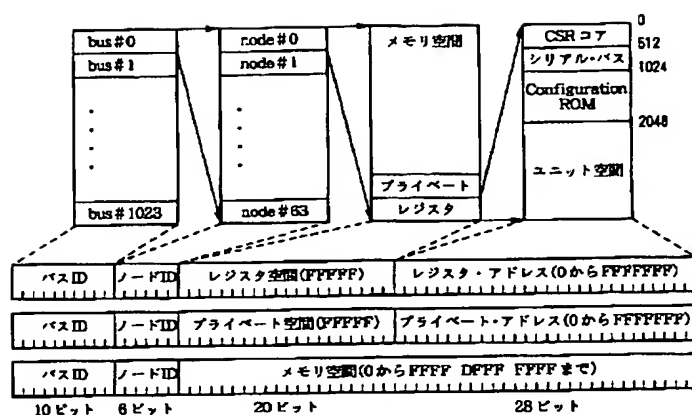 bus#0
bus#1
bus#1023
node#0
node#1
node#63
メモリ空間
プライベート
レジスタ
CSRコア
シリアル・バス
Configuration
ROM
ユニット空間
0
512
1024
2048
バスID ノードID レジスタ空間(FFFFF) レジスタ・アドレス(0からFFFFFFF)
バスID ノードID プライベート空間(FFFFF) プライベート・アドレス(0からFFFFFFF)
バスID ノードID メモリ空間(0からFFFF DFFF FFFFまで)
10ビット 6ビット 20ビット 28ビット